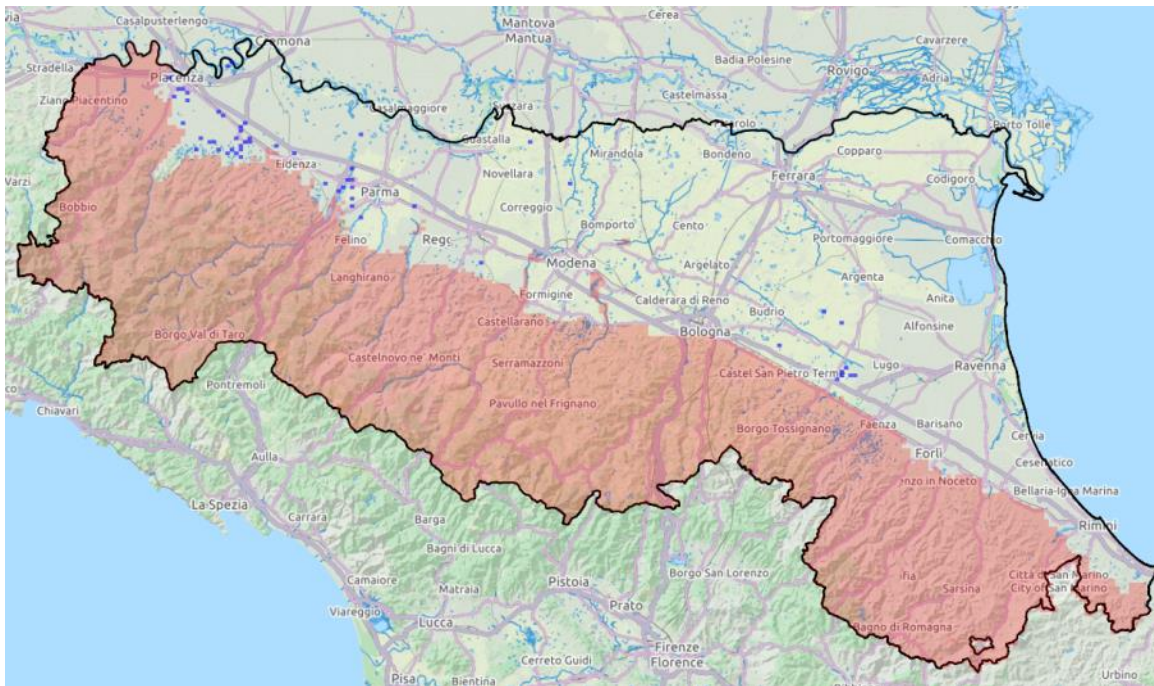 Casalpusterlengo
Mantova
Mantua
Cerea
Cavarzere
Badia Polesine
Rovigo
Adria
Stradella
Piacenza
Castelmassa
Porto Tolle
Ziano Piacentino
Guastalla
Mirandola
Bondeno
Copparo
Varzi
Fidenza
Parma
Novellara
Ferrara
Codigoro
Bobbio
Correggio
Felino
Bomporto
Cento
Portomaggiore
Comacchio
Langhirano
Modena
Argelato
Argenta
Anita
Formigine
Calderara di Reno
Budrio
Alfonsine
Borgo Val di Taro
Castellarano
Bologna
Castelnovo ne' Monti
Serramazzoni
Castel San Pietro Term
Lugo
Ravenna
Pontremoli
Chiavari
Pavullo nel Frignano
Borgo Tossignano
Faenza
Barisano
Aulla
Forlì
Cesenatico
La Spezia
Carrara
Barga
Bellaria-Igea Marina
Rimini
Bagni di Lucca
Camaiore
Matraia
Pistoia
Borgo San Lorenzo
Sarsina
Città di San Marino
City of San Marino
Viareggio
Lucca
Prato
Bagno di Romagna
Pisa
Bientina
Cerreto Guidi
Firenze
Florence
Urbino